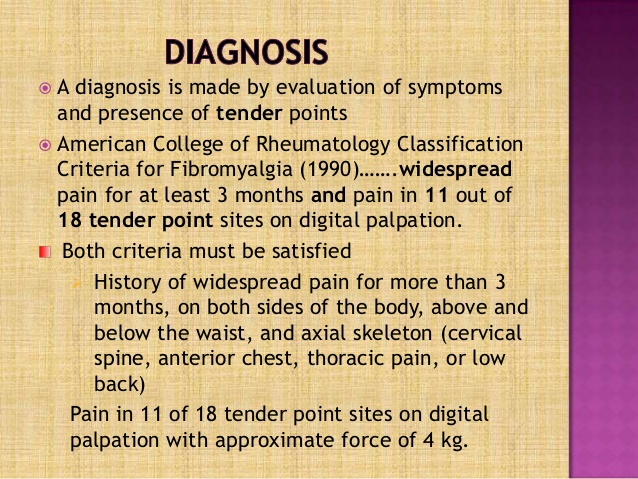 DIAGNOSIS
A diagnosis is made by evaluation of symptoms
and presence of tender points
American College of Rheumatology Classification
Criteria for Fibromyalgia (1990)…….widespread
pain for at least 3 months and pain in 11 out of
18 tender point sites on digital palpation.
Both criteria must be satisfied
History of widespread pain for more than 3
months, on both sides of the body, above and
below the waist, and axial skeleton (cervical
spine, anterior chest, thoracic pain, or low
back)
Pain in 11 of 18 tender point sites on digital
palpation with approximate force of 4 kg.